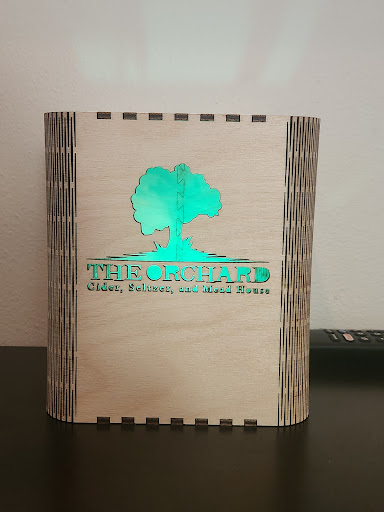 THE ORCHARD
Cider, Seltzer, and Mead House